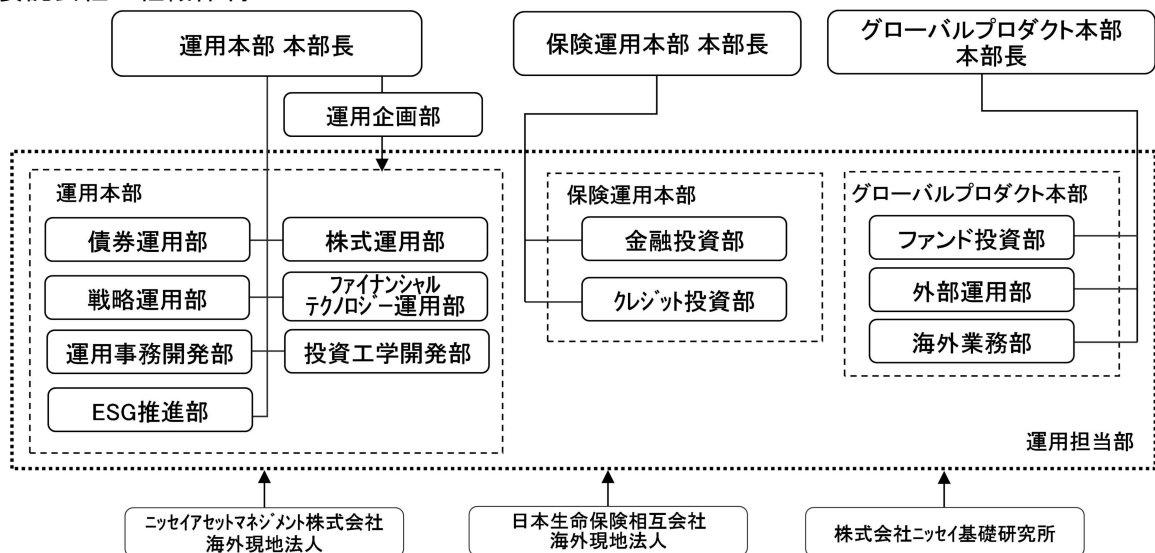 運用本部 本部長
保険運用本部 本部長
グローバルプロダクト本部
本部長
運用企画部
運用本部
債券運用部
株式運用部
戦略運用部
ファイナンシャル
テクノロジー運用部
運用事務開発部
投資工学開発部
ESG推進部
保険運用本部
金融投資部
クレジット投資部
グローバルプロダクト本部
ファンド投資部
外部運用部
海外業務部
運用担当部
ニッセイアセットマネジメント株式会社
海外現地法人
日本生命保険相互会社
海外現地法人
株式会社ニッセイ基礎研究所